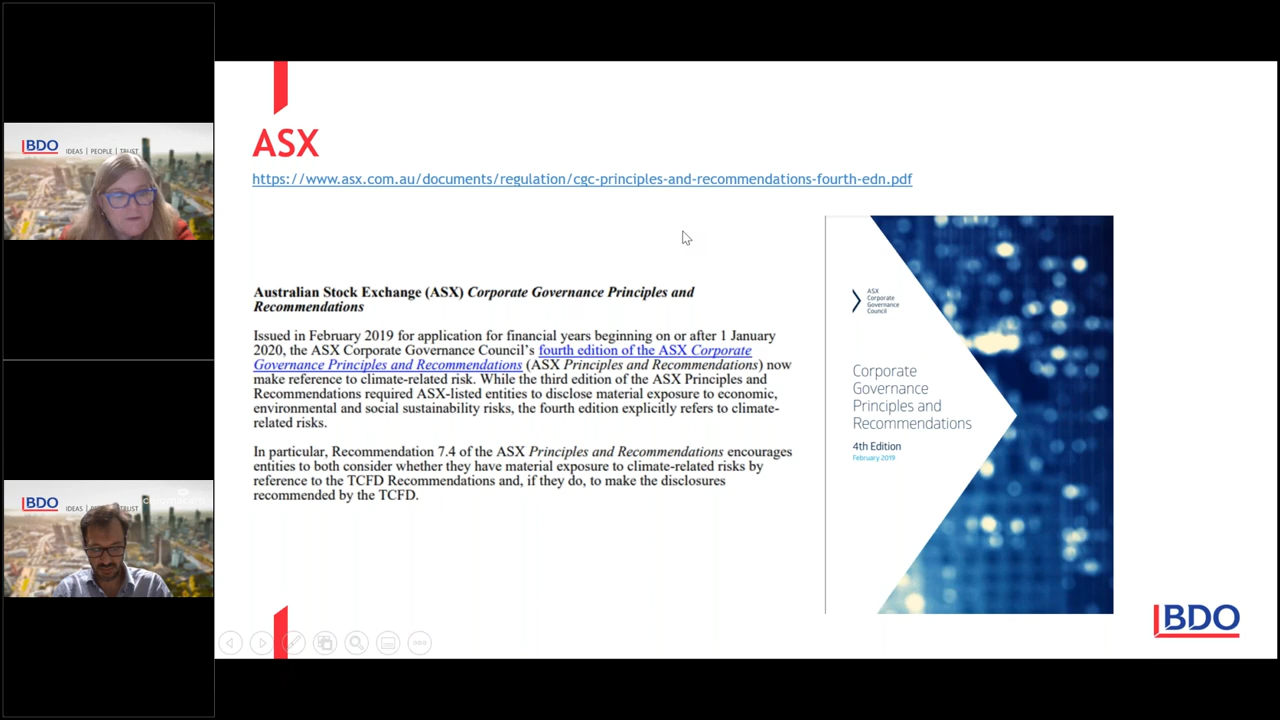 BDO IDEAS | PEOPLE | TRUST
BDO IDEAS
ASX
https://www.asx.com.au/documents/regulation/cgc-principles-and-recommendations-fourth-edn.pdf
Australian Stock Exchange (ASX) Corporate Governance Principles and
Recommendations
Issued in February 2019 for application for financial years beginning on or after 1 January
2020, the ASX Corporate Governance Council's fourth edition of the ASX Corporate
Governance Principles and Recommendations (ASX Principles and Recommendations) now
make reference to climate-related risk. While the third edition of the ASX Principles and
Recommendations required ASX-listed entities to disclose material exposure to economic,
environmental and social sustainability risks, the fourth edition explicitly refers to climate-
related risks.
In particular, Recommendation 7.4 of the ASX Principles and Recommendations encourages
entities to both consider whether they have material exposure to climate-related risks by
reference to the TCFD Recommendations and, if they do, to make the disclosures
recommended by the TCFD.
ASX
Corporate
Governance
Council
Corporate
Governance
Principles and
Recommendations
4th Edition
February 2019
BDO